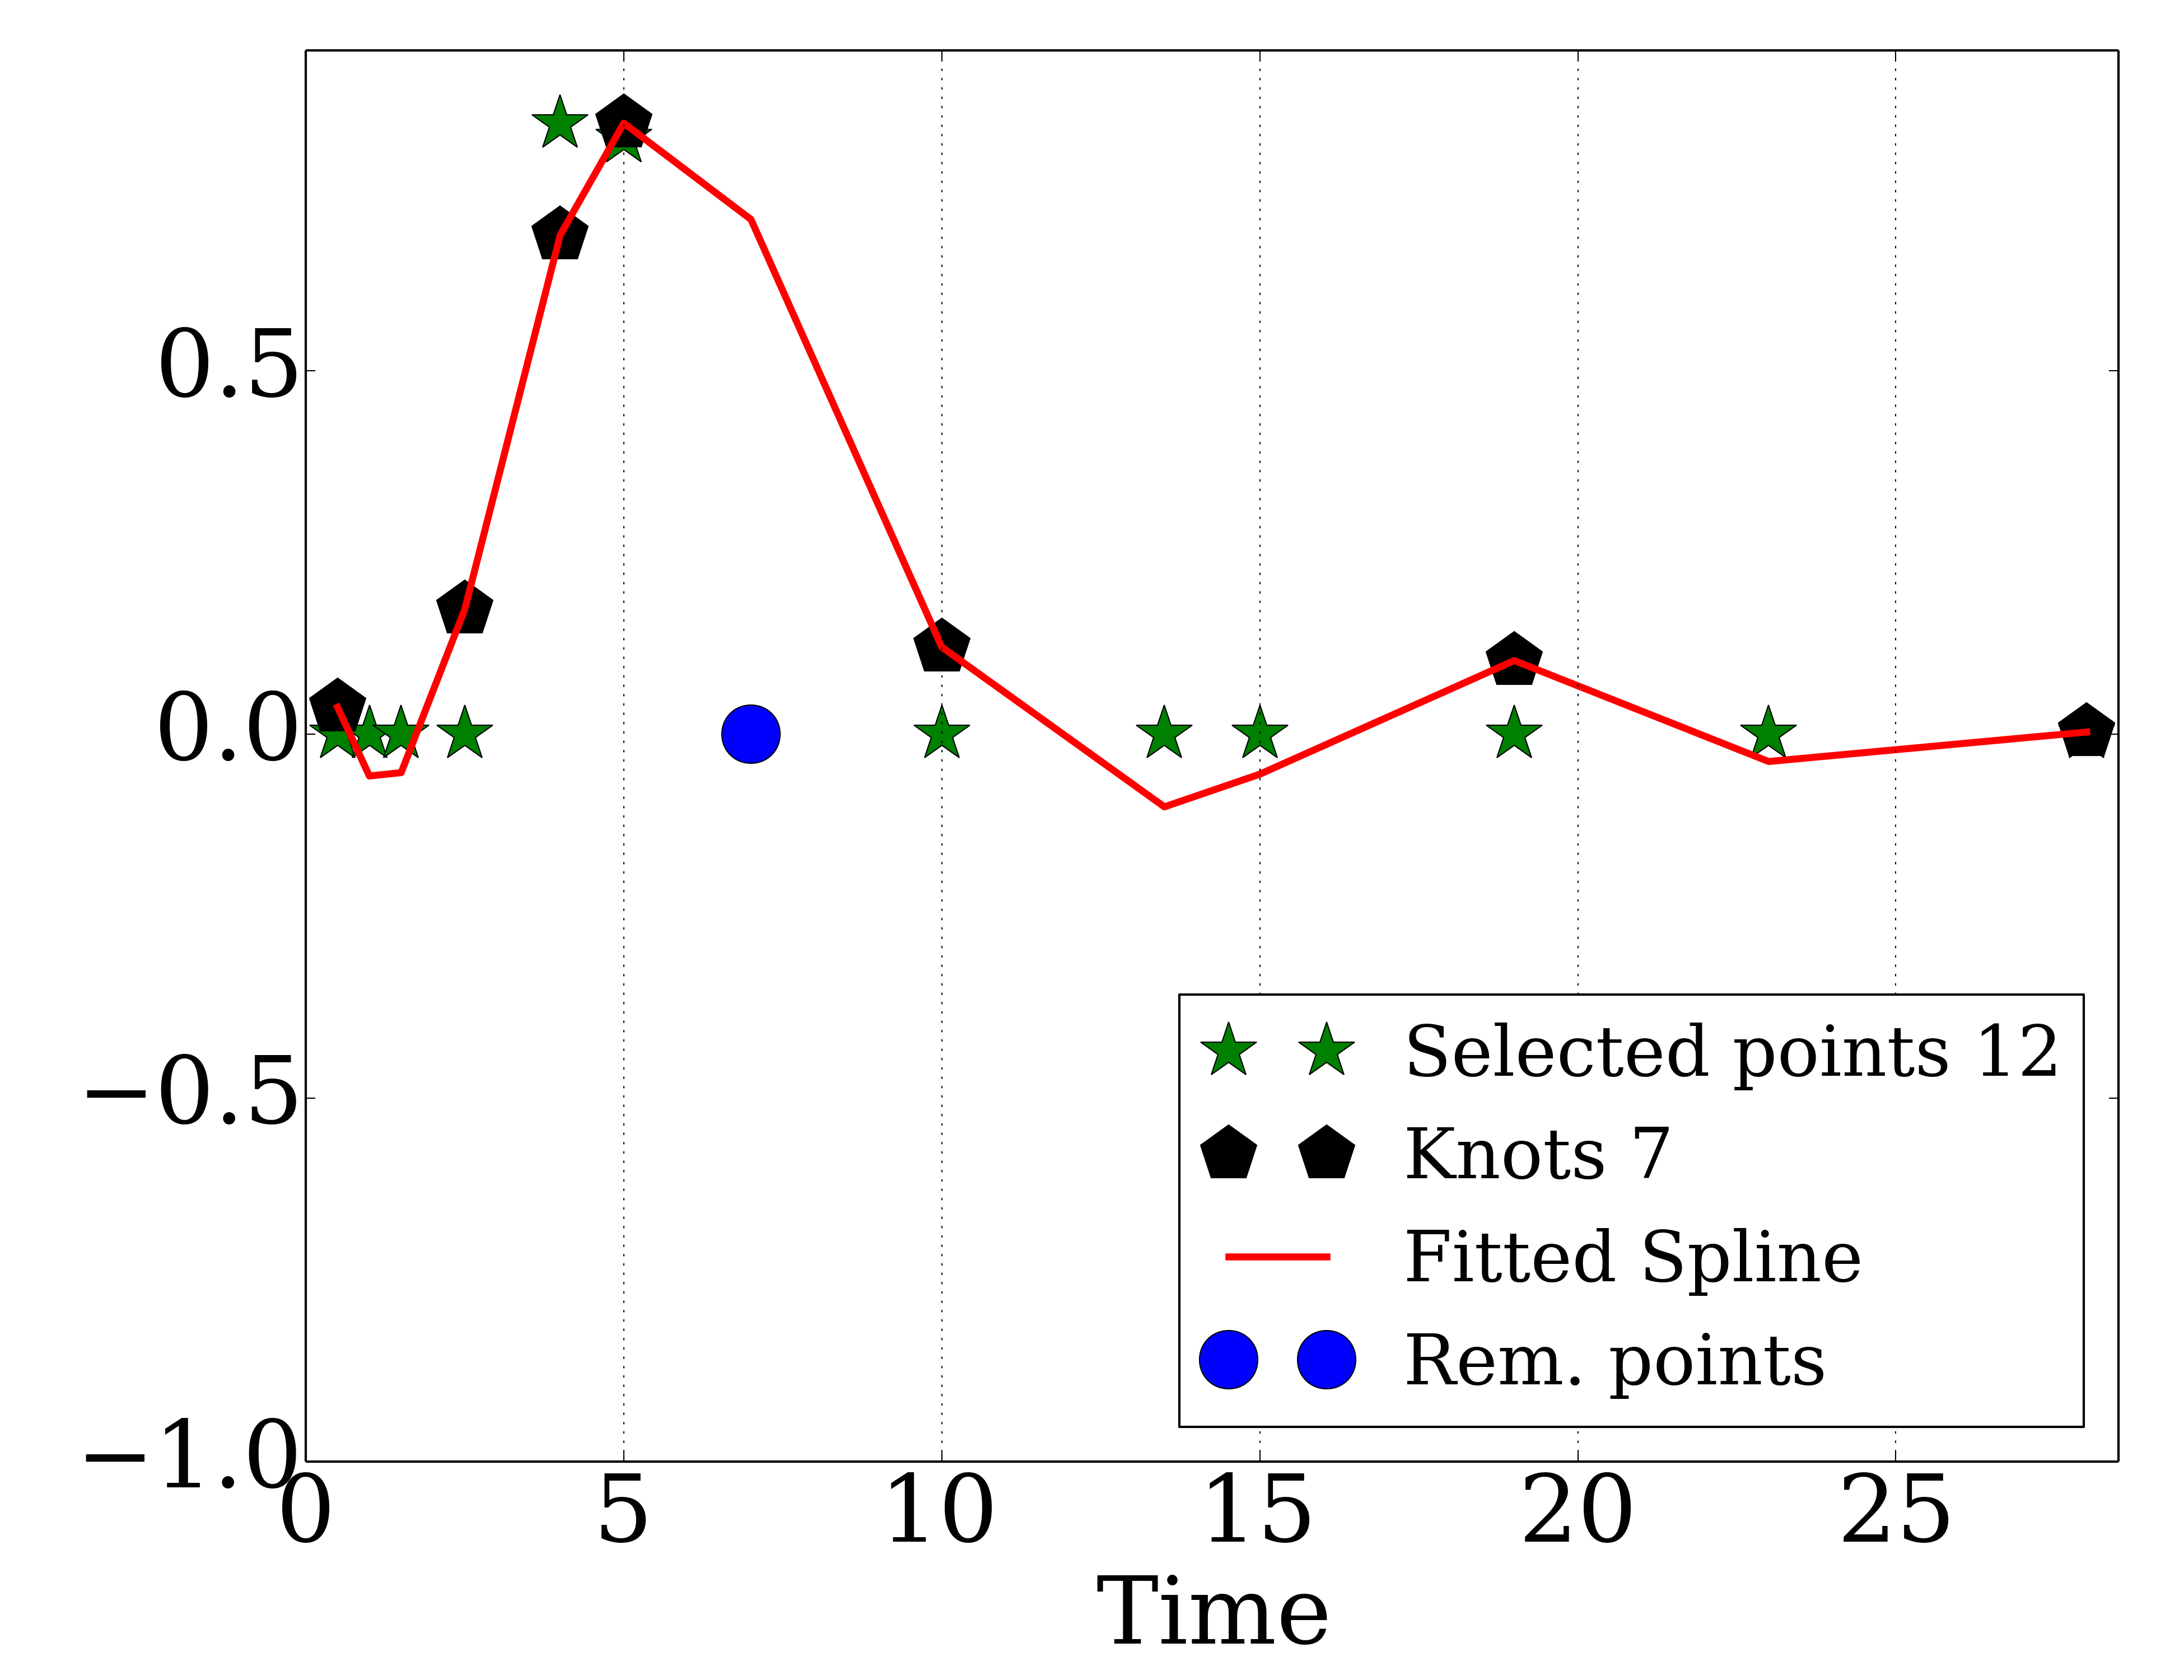 0.5
0.0
−0.5
−1.0
0 5 10 15 20 25
Time
Selected points 12
Knots 7
Fitted Spline
Rem. points